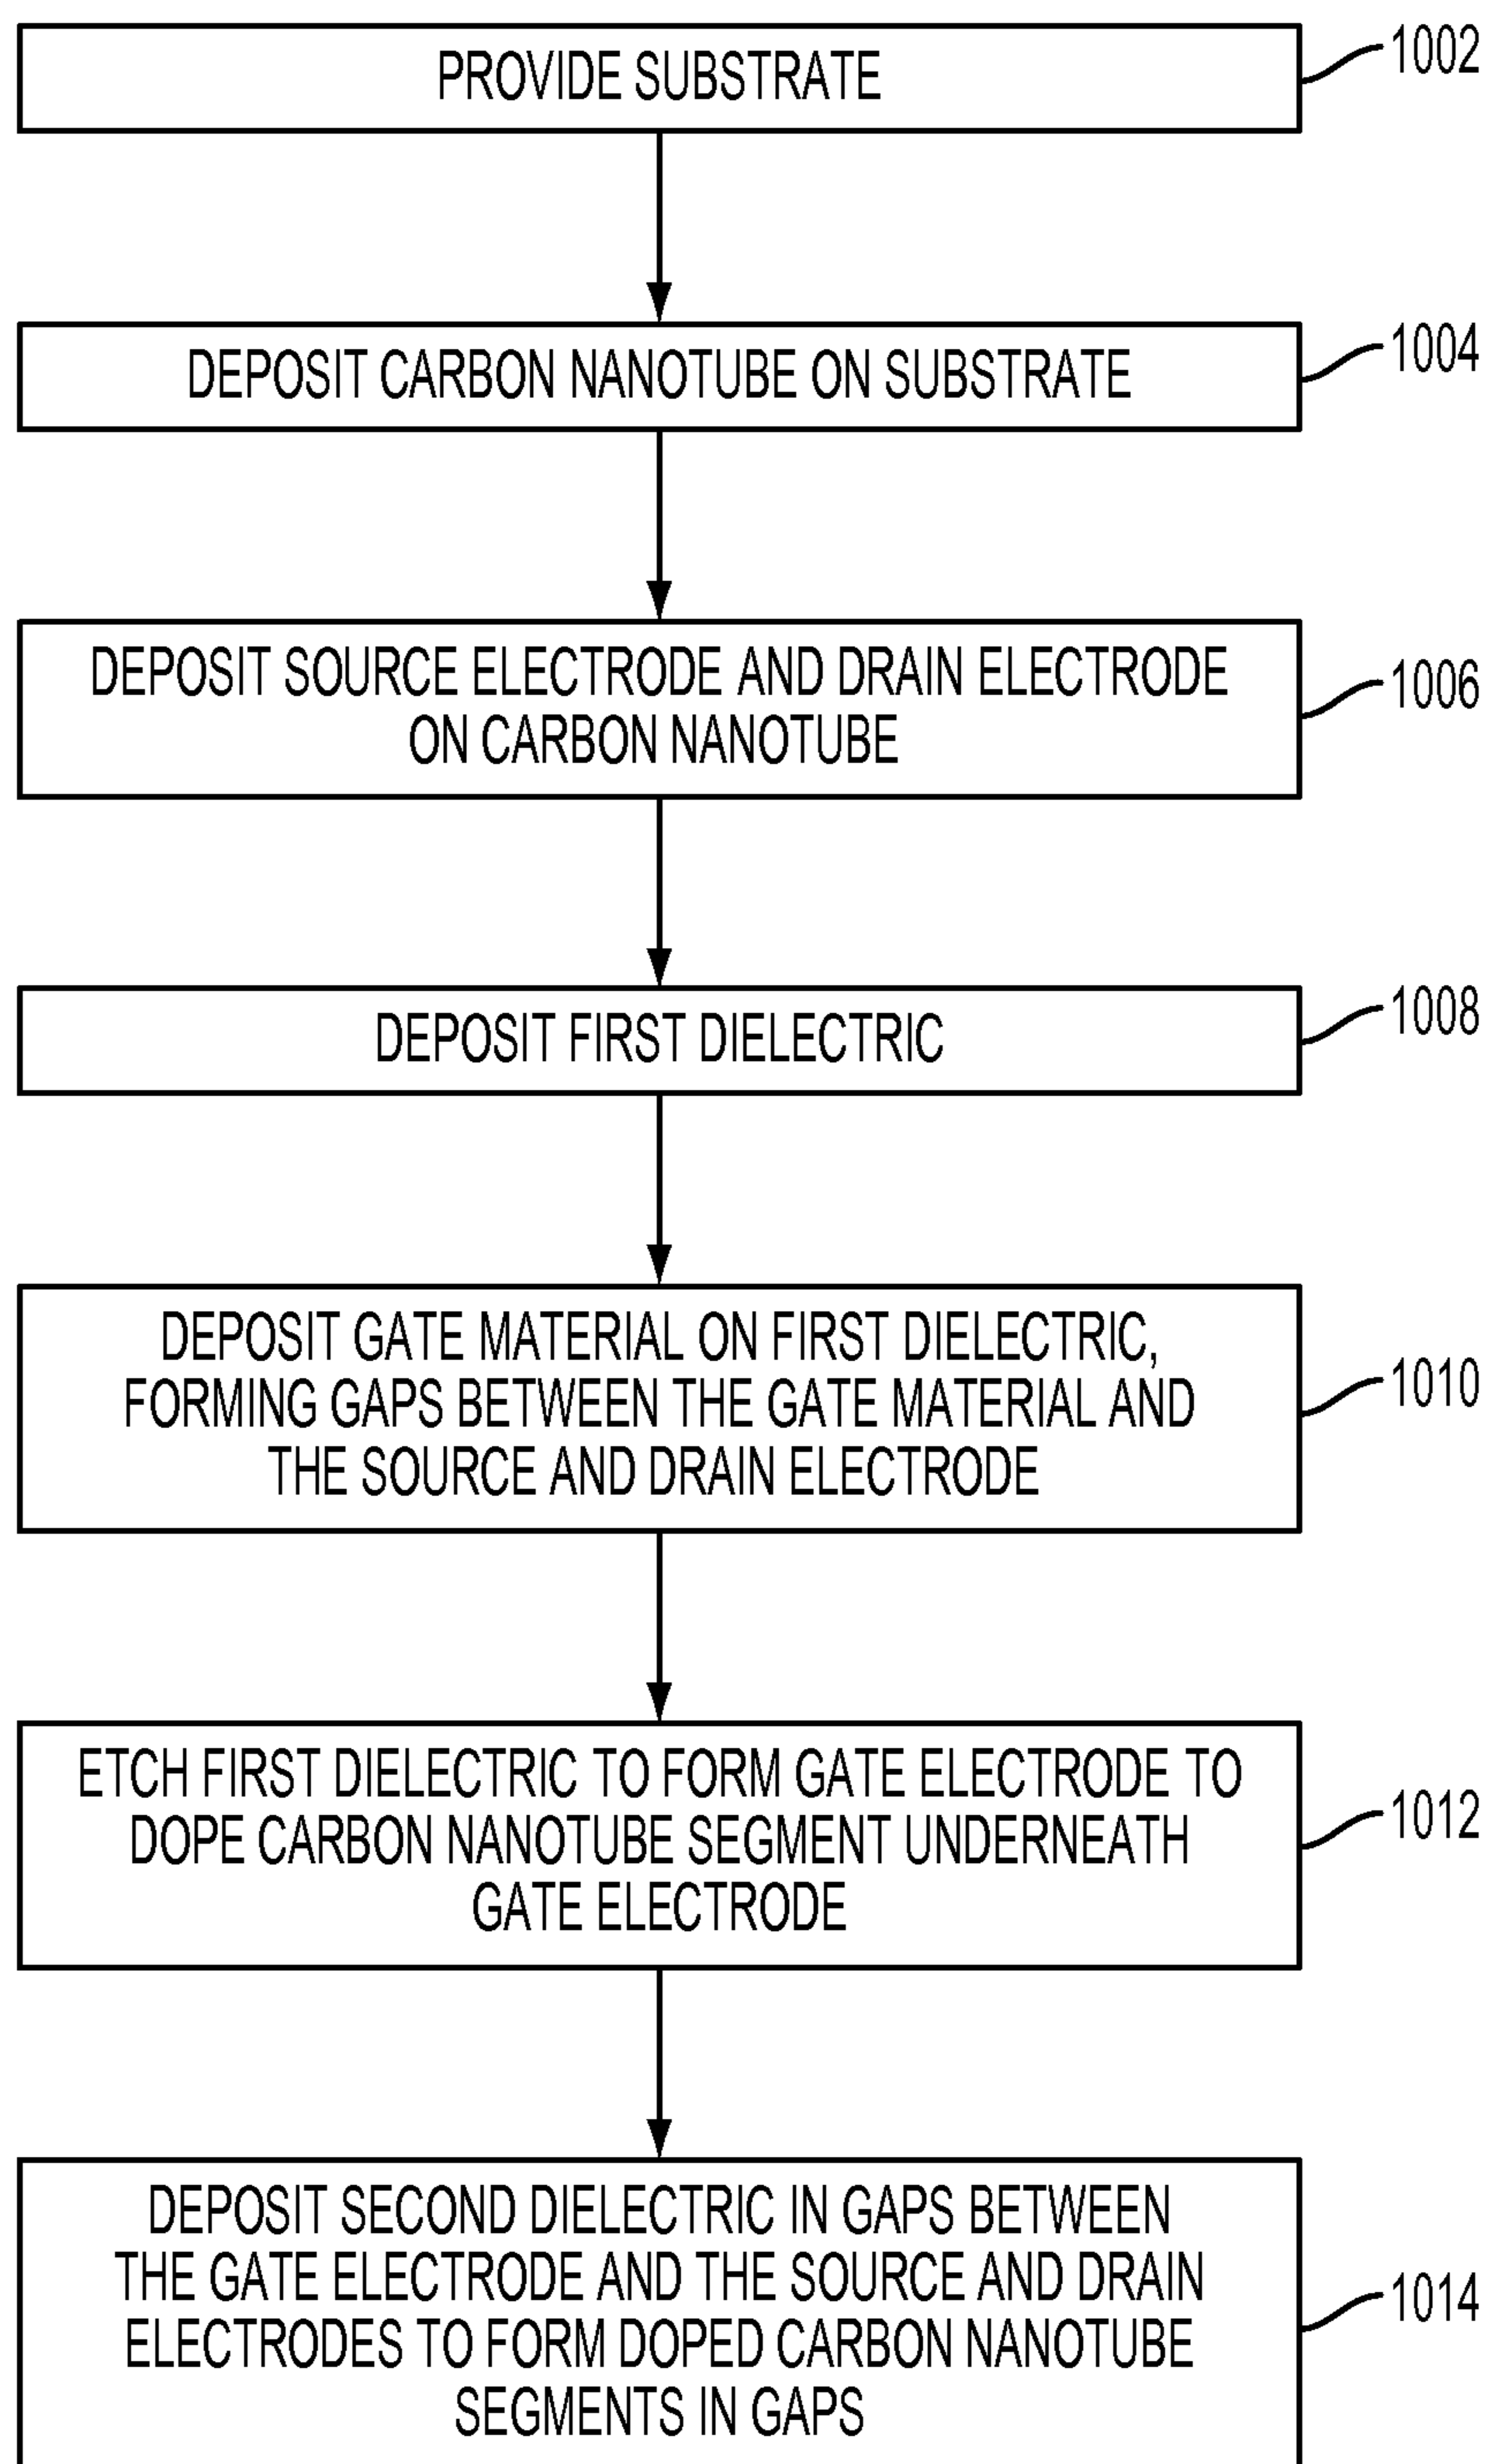 PROVIDE SUBSTRATE
1002
DEPOSIT CARBON NANOTUBE ON SUBSTRATE
1004
DEPOSIT SOURCE ELECTRODE AND DRAIN ELECTRODE
ON CARBON NANOTUBE
1006
DEPOSIT FIRST DIELECTRIC
1008
DEPOSIT GATE MATERIAL ON FIRST DIELECTRIC,
FORMING GAPS BETWEEN THE GATE MATERIAL AND
THE SOURCE AND DRAIN ELECTRODE
1010
ETCH FIRST DIELECTRIC TO FORM GATE ELECTRODE TO
DOPE CARBON NANOTUBE SEGMENT UNDERNEATH
GATE ELECTRODE
1012
DEPOSIT SECOND DIELECTRIC IN GAPS BETWEEN
THE GATE ELECTRODE AND THE SOURCE AND DRAIN
ELECTRODES TO FORM DOPED CARBON NANOTUBE
SEGMENTS IN GAPS
1014